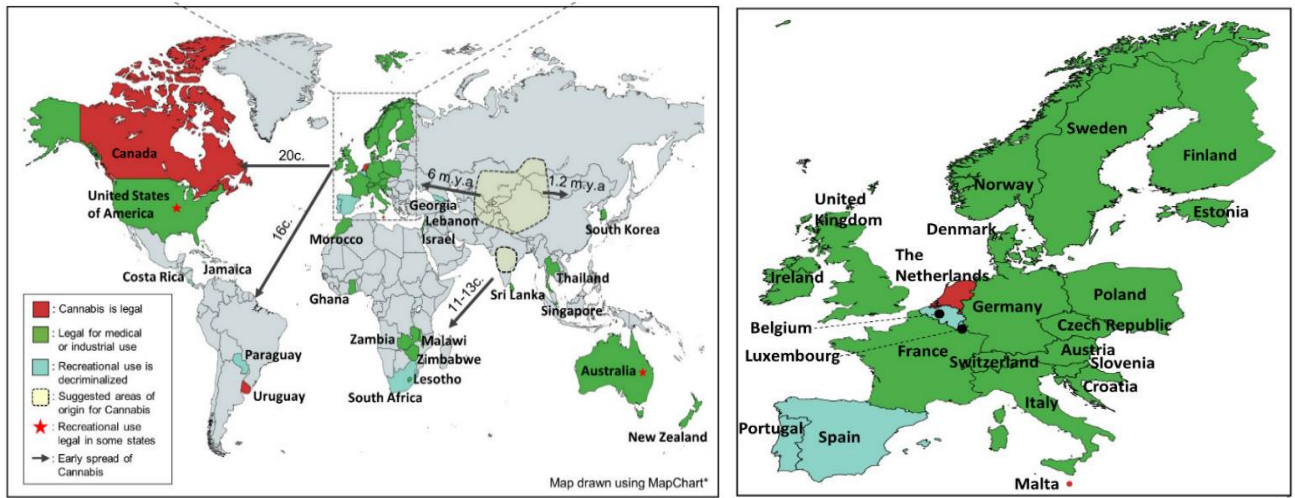 Canada
United States
of America
20c.
16c.
6 m.y.a
1.2 m.y.a
Georgia
Lebanon
Israel
South Korea
Morocco
Costa Rica
Jamaica
Ghana
11-13c.
Sri Lanka
Thailand
Singapore
Zambia
Malawi
Zimbabwe
Lesotho
South Africa
Paraguay
Uruguay
Australia
New Zealand
: Cannabis is legal
: Legal for medical
or industrial use
: Recreational use is
decriminalized
: Suggested areas of
origin for Cannabis
: Recreational use
legal in some states
: Early spread of
Cannabis
Map drawn using MapChart*
Sweden
Finland
Norway
Estonia
United
Kingdom
Denmark
The
Netherlands
Ireland
Germany
Poland
Belgium
Czech Republic
Luxembourg
France
Switzerland
Austria
Slovenia
Croatia
Italy
Portugal
Spain
Malta